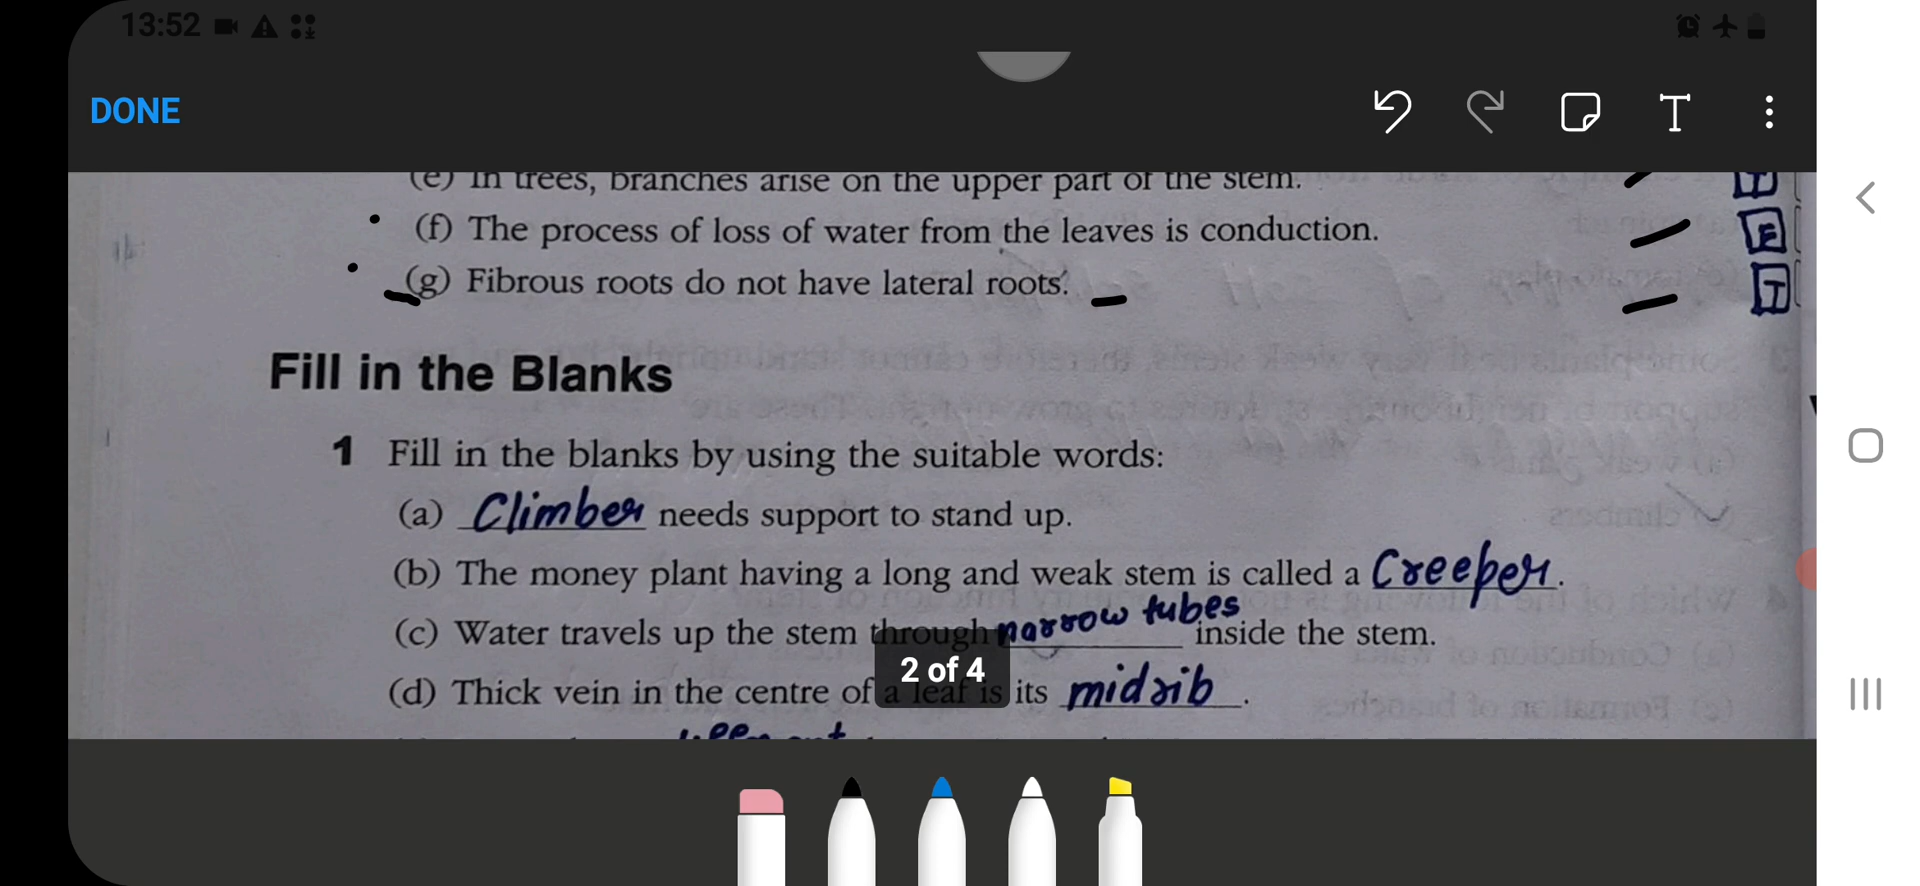 13:52
DONE
(e) In trees, branches arise on the upper part of the stem. T
(f) The process of loss of water from the leaves is conduction. F
(g) Fibrous roots do not have lateral roots. T
Fill in the Blanks
1 Fill in the blanks by using the suitable words:
(a) Climber needs support to stand up.
(b) The money plant having a long and weak stem is called a Creeper.
(c) Water travels up the stem through narrow tubes inside the stem.
2 of 4
(d) Thick vein in the centre of a leaf is its midrib.